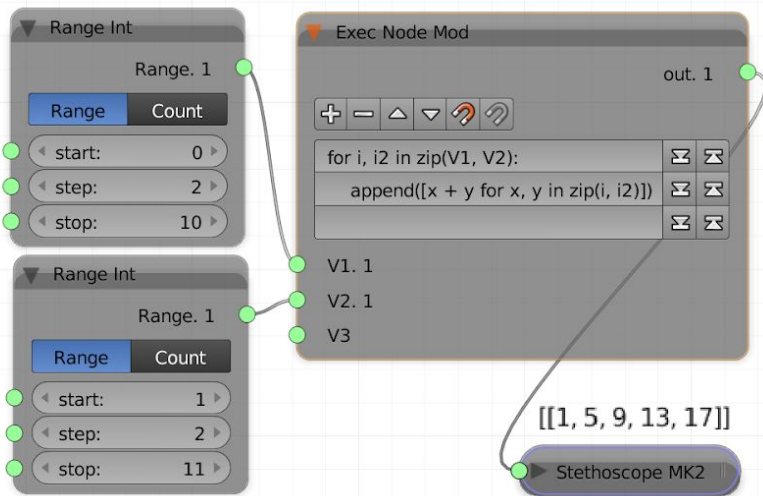 Range Int
Range. 1
Range Count
start: 0
step: 2
stop: 10
Range Int
Range. 1
Range Count
start: 1
step: 2
stop: 11
Exec Node Mod
out. 1
for i, i2 in zip(V1, V2):
append([x + y for x, y in zip(i, i2)])
V1. 1
V2. 1
V3
[[1, 5, 9, 13, 17]]
Stethoscope MK2